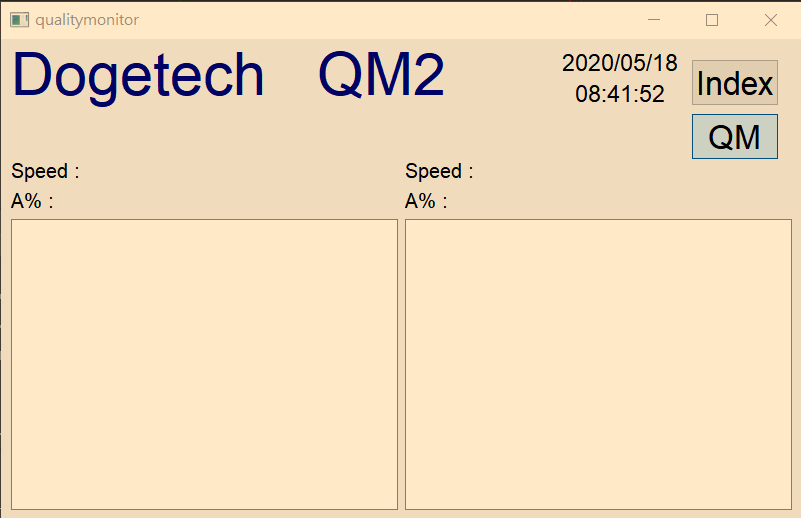 qualitymonitor
Dogetech QM2
2020/05/18
08:41:52
Index
QM
Speed :
A% :
Speed :
A% :